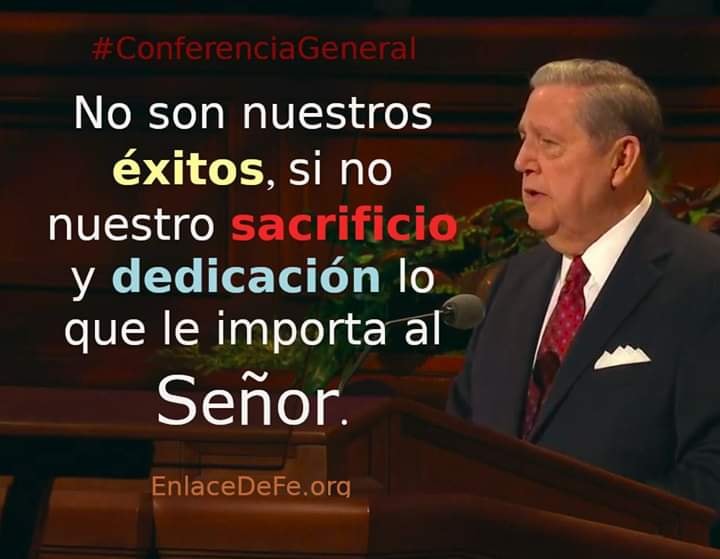 #ConferenciaGeneral
No son nuestros
éxitos, si no
nuestro sacrificio
y dedicación lo
que le importa al
Señor.
EnlaceDeFe.org